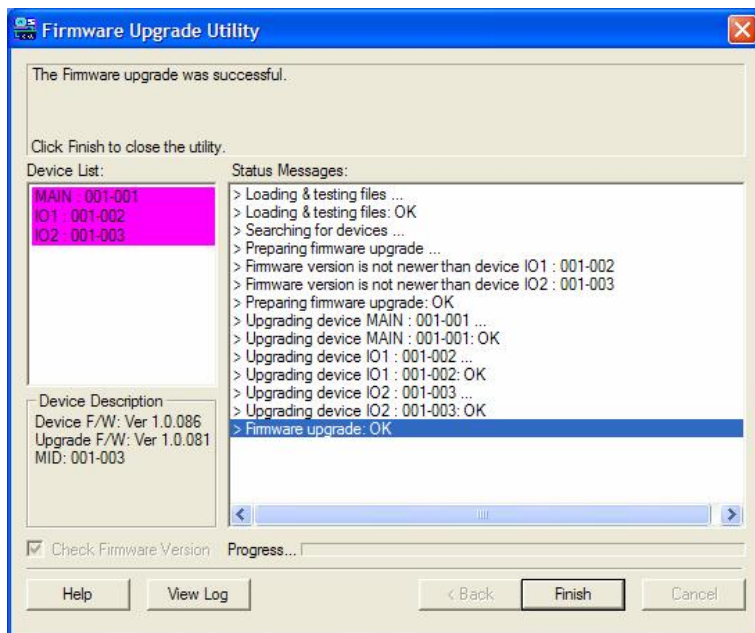 Firmware Upgrade Utility
The Firmware upgrade was successful.
Click Finish to close the utility.
Device List:
MAIN : 001-001
IO1 : 001-002
IO2 : 001-003
Status Messages:
> Loading & testing files ...
> Loading & testing files: OK
> Searching for devices ...
> Preparing firmware upgrade ...
> Firmware version is not newer than device IO1 : 001-002
> Firmware version is not newer than device IO2 : 001-003
> Preparing firmware upgrade: OK
> Upgrading device MAIN : 001-001 ...
> Upgrading device MAIN : 001-001: OK
> Upgrading device IO1 : 001-002 ...
> Upgrading device IO1 : 001-002: OK
> Upgrading device IO2 : 001-003 ...
> Upgrading device IO2 : 001-003: OK
> Firmware upgrade: OK
Device Description
Device F/W: Ver 1.0.086
Upgrade F/W: Ver 1.0.081
MID: 001-003
Check Firmware Version
Progress...
Help
View Log
< Back
Finish
Cancel